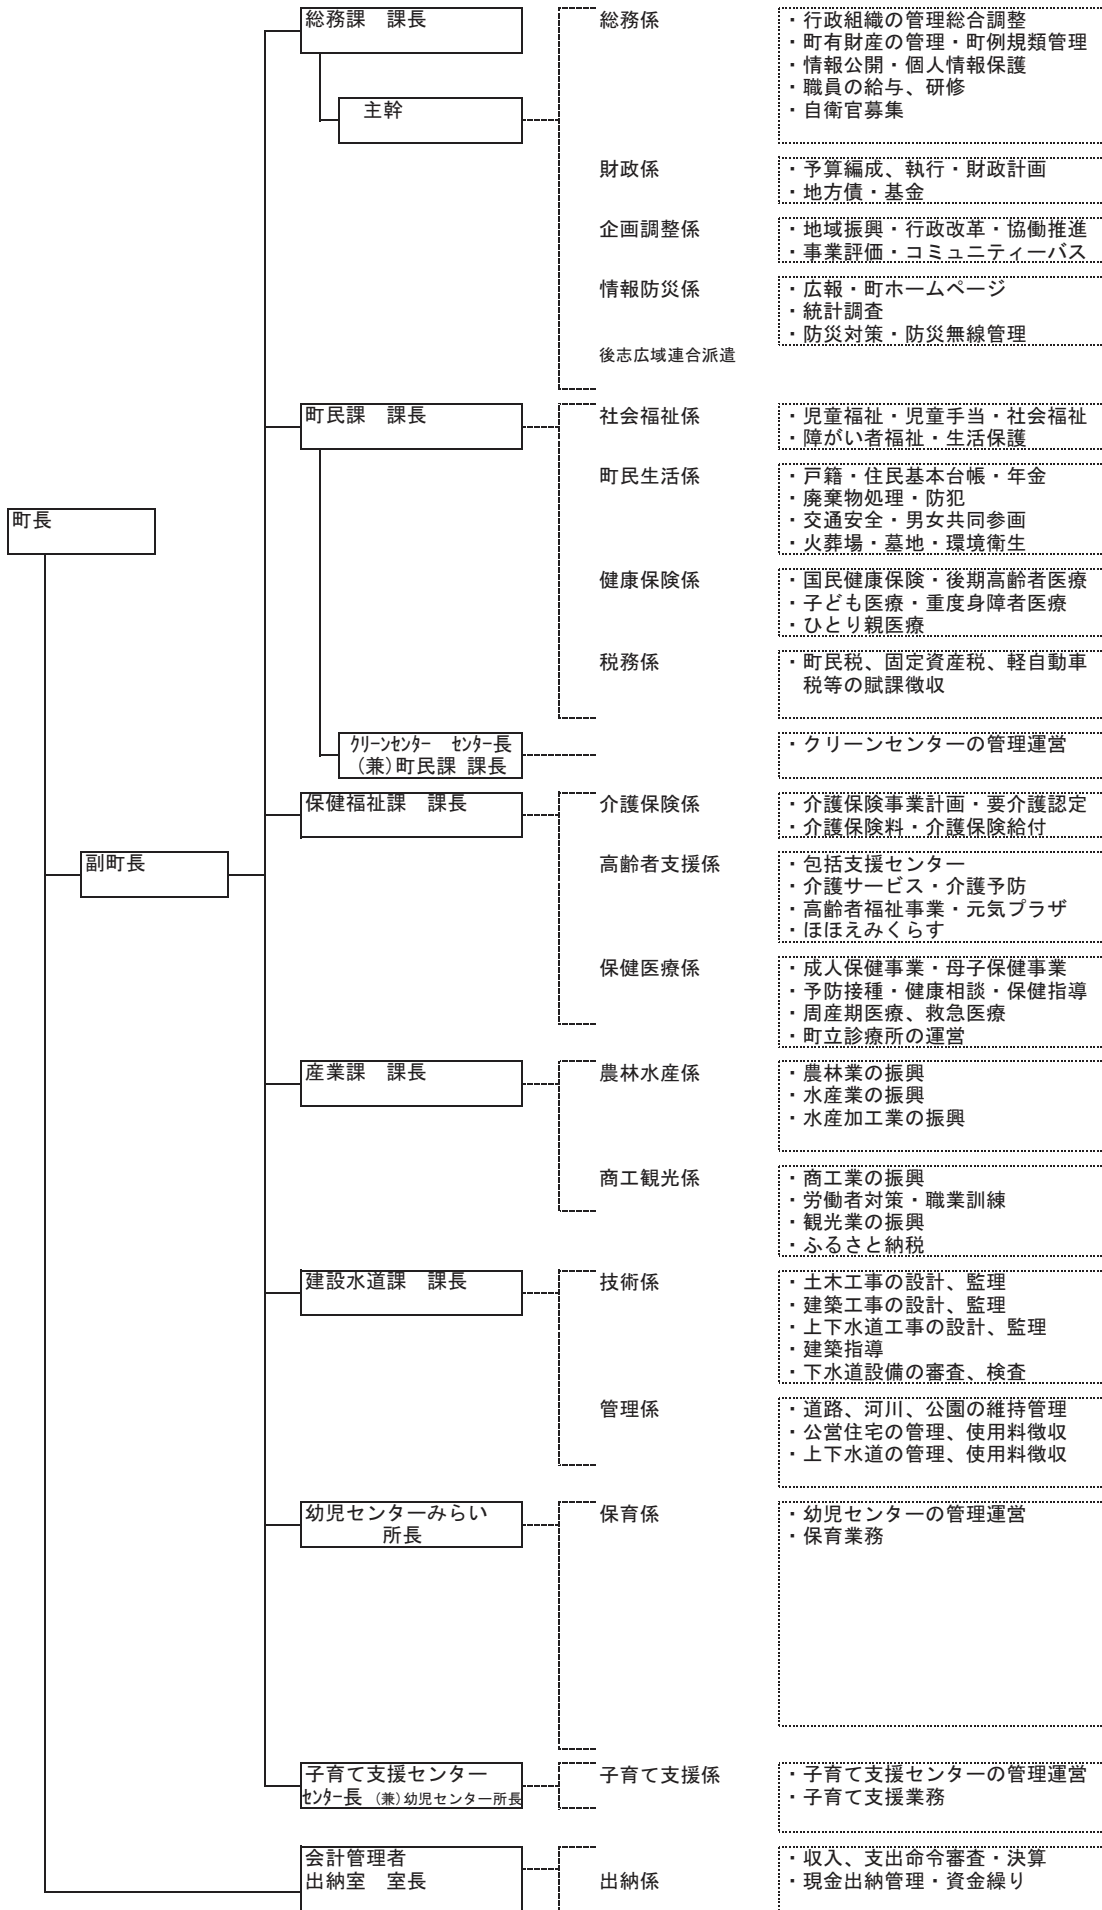 町長
副町長
総務課　課長
主幹
総務係
・行政組織の管理総合調整
・町有財産の管理・町例規類管理
・情報公開・個人情報保護
・職員の給与、研修
・自衛官募集
財政係
・予算編成、執行・財政計画
・地方債・基金
企画調整係
・地域振興・行政改革・協働推進
・事業評価・コミュニティーバス
情報防災係
・広報・町ホームページ
・統計調査
・防災対策・防災無線管理
後志広域連合派遣
町民課　課長
社会福祉係
・児童福祉・児童手当・社会福祉
・障がい者福祉・生活保護
町民生活係
・戸籍・住民基本台帳・年金
・廃棄物処理・防犯
・交通安全・男女共同参画
・火葬場・墓地・環境衛生
健康保険係
・国民健康保険・後期高齢者医療
・子ども医療・重度身障者医療
・ひとり親医療
税務係
・町民税、固定資産税、軽自動車
税等の賦課徴収
ｸﾘｰﾝｾﾝﾀｰ　ｾﾝﾀｰ長
(兼)町民課 課長
・クリーンセンターの管理運営
保健福祉課　課長
介護保険係
・介護保険事業計画・要介護認定
・介護保険料・介護保険給付
高齢者支援係
・包括支援センター
・介護サービス・介護予防
・高齢者福祉事業・元気プラザ
・ほほえみくらす
保健医療係
・成人保健事業・母子保健事業
・予防接種・健康相談・保健指導
・周産期医療、救急医療
・町立診療所の運営
産業課　課長
農林水産係
・農林業の振興
・水産業の振興
・水産加工業の振興
商工観光係
・商工業の振興
・労働者対策・職業訓練
・観光業の振興
・ふるさと納税
建設水道課　課長
技術係
・土木工事の設計、監理
・建築工事の設計、監理
・上下水道工事の設計、監理
・建築指導
・下水道設備の審査、検査
管理係
・道路、河川、公園の維持管理
・公営住宅の管理、使用料徴収
・上下水道の管理、使用料徴収
幼児センターみらい
所長
保育係
・幼児センターの管理運営
・保育業務
子育て支援センター
ｾﾝﾀｰ長 (兼)幼児センター所長
子育て支援係
・子育て支援センターの管理運営
・子育て支援業務
会計管理者
出納室　室長
出納係
・収入、支出命令審査・決算
・現金出納管理・資金繰り